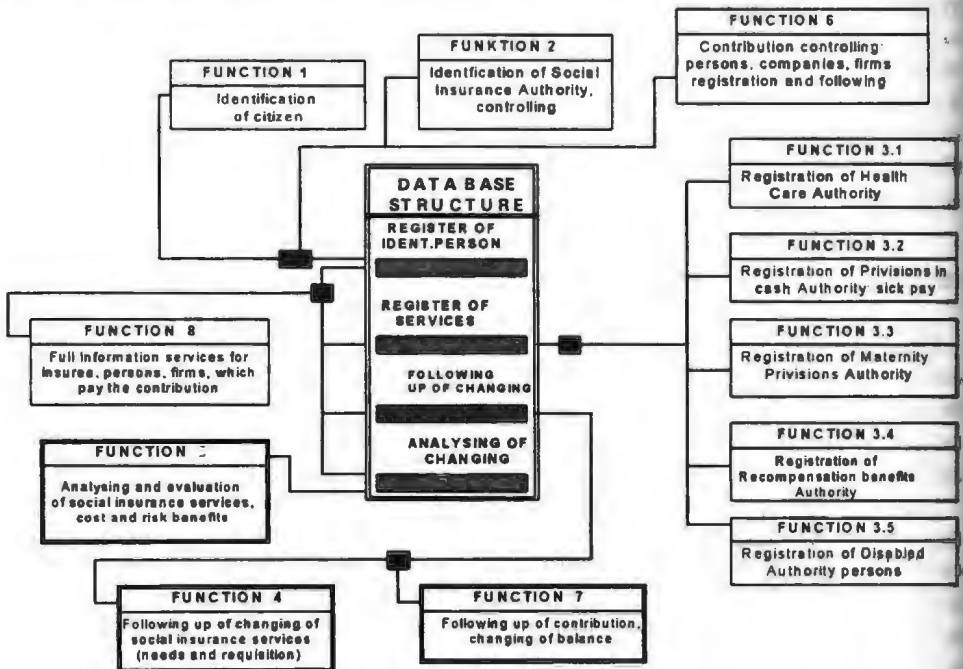 FUNCTION 6
Contribution controlling:
persons, companies, firms
registration and following
FUNKTION 2
Identfication of Social
Insurance Authority,
controlling
FUNCTION 1
Identification
of citizen
DATA BASE
STRUCTURE
REGISTER OF
IDENT.PERSON
REGISTER OF
SERVICES
FOLLOWING
UP OF CHANGING
ANALYSING OF
CHANGING
FUNCTION 3.1
Registration of Health
Care Authority
FUNCTION 3.2
Registration of Privisions in
cash Authority: sick pay
FUNCTION 3.3
Registration of Maternity
Privisions Authority
FUNCTION 3.4
Registration of
Recompensation benefits
Authority
FUNCTION 3.5
Registration of Disabled
Authority persons
FUNCTION 8
Full information services for
insuree, persons, firms, which
pay the contribution
FUNCTION
Analysing and evaluation
of social insurance services,
cost and risk benefits
FUNCTION 4
Following up of changing of
social insurance services
(needs and requisition)
FUNCTION 7
Following up of contribution,
changing of balance